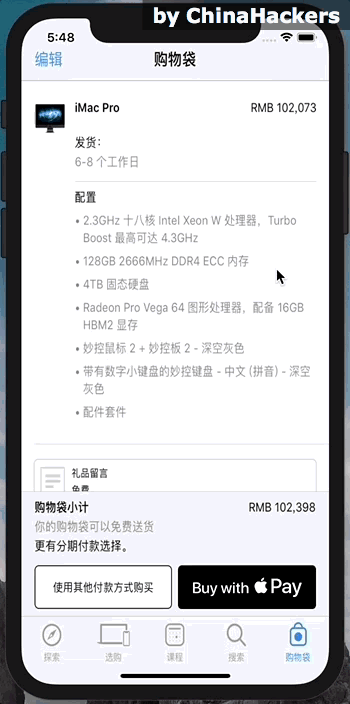 by ChinaHackers
5:48
编辑
购物袋
iMac Pro
RMB 102,073
发货：
6-8 个工作日
配置
• 2.3GHz 十八核 Intel Xeon W 处理器，Turbo
Boost 最高可达 4.3GHz
• 128GB 2666MHz DDR4 ECC 内存
• 4TB 固态硬盘
• Radeon Pro Vega 64 图形处理器，配备 16GB
HBM2 显存
• 妙控鼠标 2 + 妙控板 2 - 深空灰色
• 带有数字小键盘的妙控键盘 - 中文 (拼音) - 深空
灰色
• 配件套件
礼品留言
免费
购物袋小计
RMB 102,398
你的购物袋可以免费送货
更有分期付款选择。
使用其他付款方式购买
Buy with Pay
探索
选购
课程
搜索
购物袋